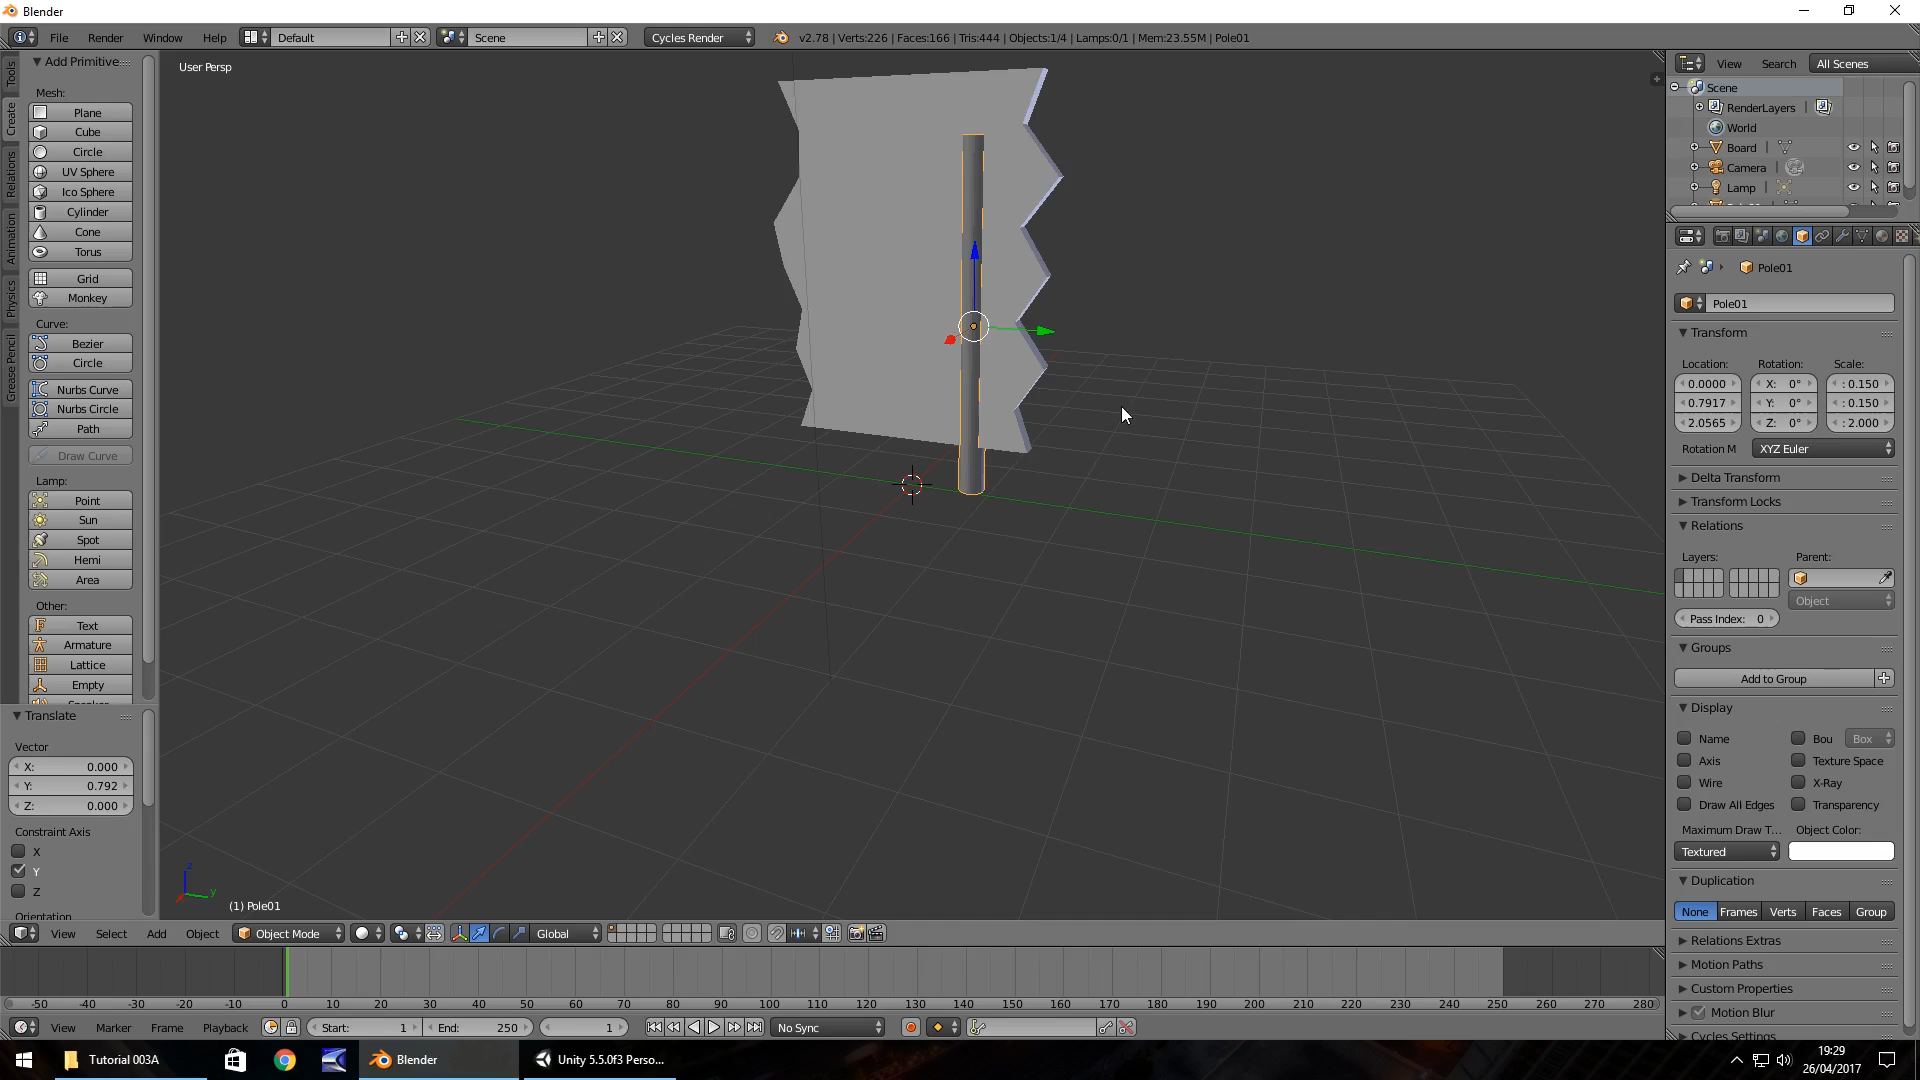 Blender
File Render Window Help Default Scene Cycles Render v2.78 | Verts:226 | Faces:166 | Tris:444 | Objects:1/4 | Lamps:0/1 | Mem:23.55M | Pole01
Tools
Create
Relations
Animation
Physics
Grease Pencil
Add Primitive
Mesh:
Plane
Cube
Circle
UV Sphere
Ico Sphere
Cylinder
Cone
Torus
Grid
Monkey
Curve:
Bezier
Circle
Nurbs Curve
Nurbs Circle
Path
Draw Curve
Lamp:
Point
Sun
Spot
Hemi
Area
Other:
Text
Armature
Lattice
Empty
Translate
Vector
X: 0.000
Y: 0.792
Z: 0.000
Constraint Axis
X
Y
Z
Orientation
User Persp
z
y
(1) Pole01
View Select Add Object Object Mode Global
-50 -40 -30 -20 -10 0 10 20 30 40 50 60 70 80 90 100 110 120 130 140 150 160 170 180 190 200 210 220 230 240 250 260 270 280
View Marker Frame Playback Start: 1 End: 250 1 No Sync
View Search All Scenes
Scene
RenderLayers
World
Board
Camera
Lamp
Pole01
Pole01
Transform
Location: Rotation: Scale:
0.0000 X: 0° : 0.150
0.7917 Y: 0° : 0.150
2.0565 Z: 0° : 2.000
Rotation M XYZ Euler
Delta Transform
Transform Locks
Relations
Layers: Parent:
Object
Pass Index: 0
Groups
Add to Group
Display
Name Bou Box
Axis Texture Space
Wire X-Ray
Draw All Edges Transparency
Maximum Draw T... Object Color:
Textured
Duplication
None Frames Verts Faces Group
Relations Extras
Motion Paths
Custom Properties
Motion Blur
Cycles Settings
Tutorial 003A Blender Unity 5.5.0f3 Perso...
19:29
26/04/2017